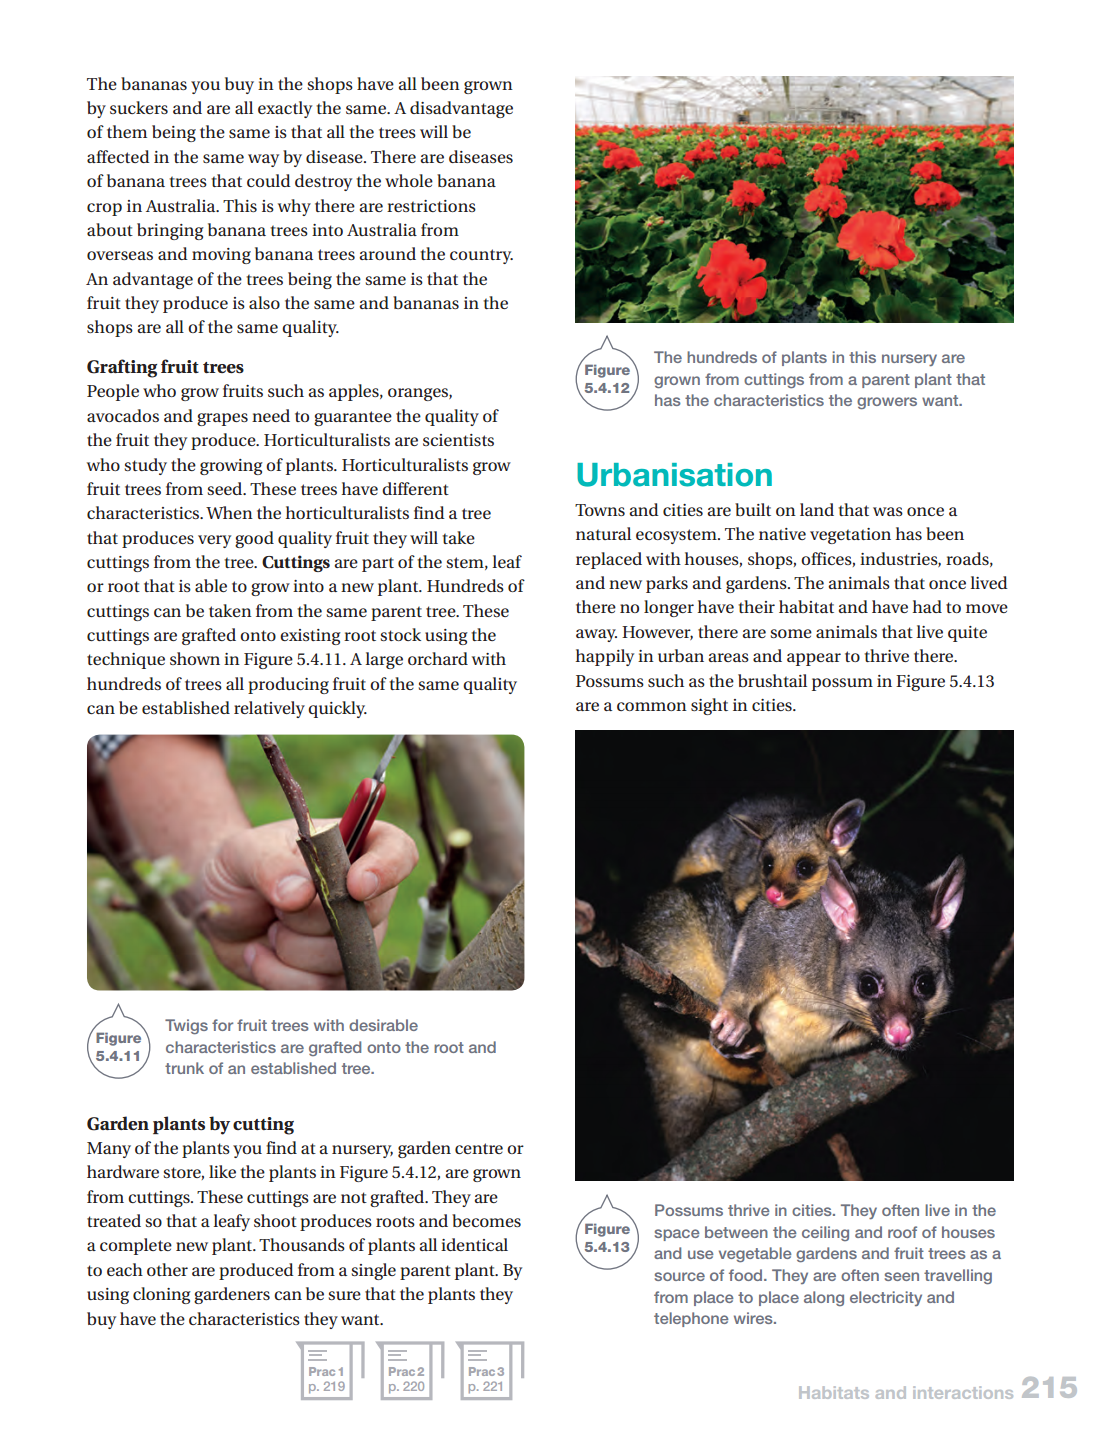 The bananas you buy in the shops have all been grown
by suckers and are all exactly the same. A disadvantage
of them being the same is that all the trees will be
affected in the same way by disease. There are diseases
of banana trees that could destroy the whole banana
crop in Australia. This is why there are restrictions
about bringing banana trees into Australia from
overseas and moving banana trees around the country.
An advantage of the trees being the same is that the
fruit they produce is also the same and bananas in the
shops are all of the same quality.
Grafting fruit trees
People who grow fruits such as apples, oranges,
avocados and grapes need to guarantee the quality of
the fruit they produce. Horticulturalists are scientists
who study the growing of plants. Horticulturalists grow
fruit trees from seed. These trees have different
characteristics. When the horticulturalists find a tree
that produces very good quality fruit they will take
cuttings from the tree. Cuttings are part of the stem, leaf
or root that is able to grow into a new plant. Hundreds of
cuttings can be taken from the same parent tree. These
cuttings are grafted onto existing root stock using the
technique shown in Figure 5.4.11. A large orchard with
hundreds of trees all producing fruit of the same quality
can be established relatively quickly.
Figure
5.4.11
Twigs for fruit trees with desirable
characteristics are grafted onto the root and
trunk of an established tree.
Garden plants by cutting
Many of the plants you find at a nursery, garden centre or
hardware store, like the plants in Figure 5.4.12, are grown
from cuttings. These cuttings are not grafted. They are
treated so that a leafy shoot produces roots and becomes
a complete new plant. Thousands of plants all identical
to each other are produced from a single parent plant. By
using cloning gardeners can be sure that the plants they
buy have the characteristics they want.
Prac 1
p. 219
Prac 2
p. 220
Prac 3
p. 221
Figure
5.4.12
The hundreds of plants in this nursery are
grown from cuttings from a parent plant that
has the characteristics the growers want.
Urbanisation
Towns and cities are built on land that was once a
natural ecosystem. The native vegetation has been
replaced with houses, shops, offices, industries, roads,
and new parks and gardens. The animals that once lived
there no longer have their habitat and have had to move
away. However, there are some animals that live quite
happily in urban areas and appear to thrive there.
Possums such as the brushtail possum in Figure 5.4.13
are a common sight in cities.
Figure
5.4.13
Possums thrive in cities. They often live in the
space between the ceiling and roof of houses
and use vegetable gardens and fruit trees as a
source of food. They are often seen travelling
from place to place along electricity and
telephone wires.
Habitats and interactions 215